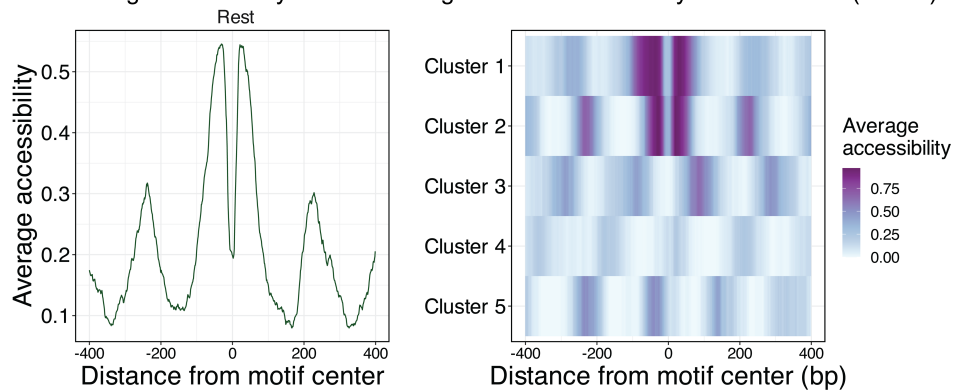 Rest
Average accessibility
0.5
0.4
0.3
0.2
0.1
-400 -200 0 200 400
Distance from motif center
Cluster 1
Cluster 2
Cluster 3
Cluster 4
Cluster 5
-400 -200 0 200 400
Distance from motif center (bp)
Average
accessibility
0.75
0.50
0.25
0.00